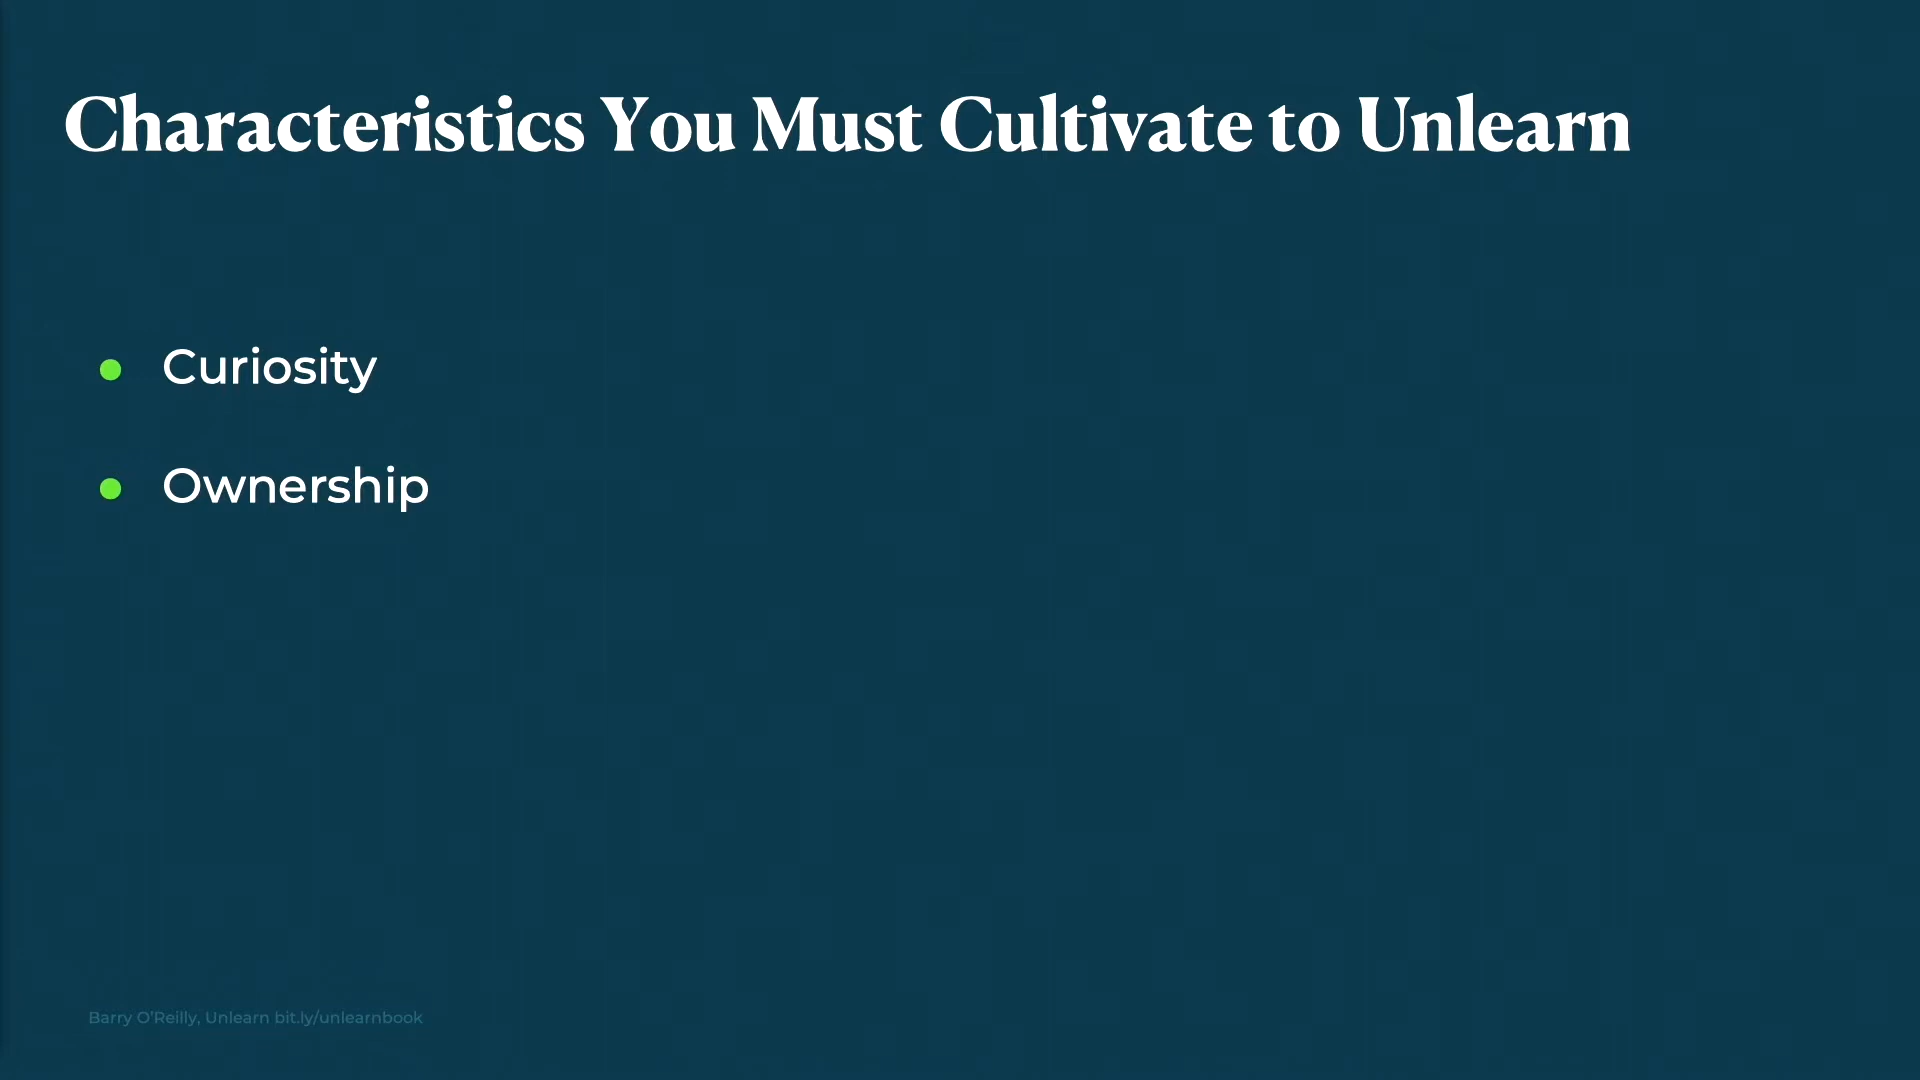 Characteristics You Must Cultivate to Unlearn
• Curiosity
• Ownership
Barry O'Reilly, Unlearn bit.ly/unlearnbook